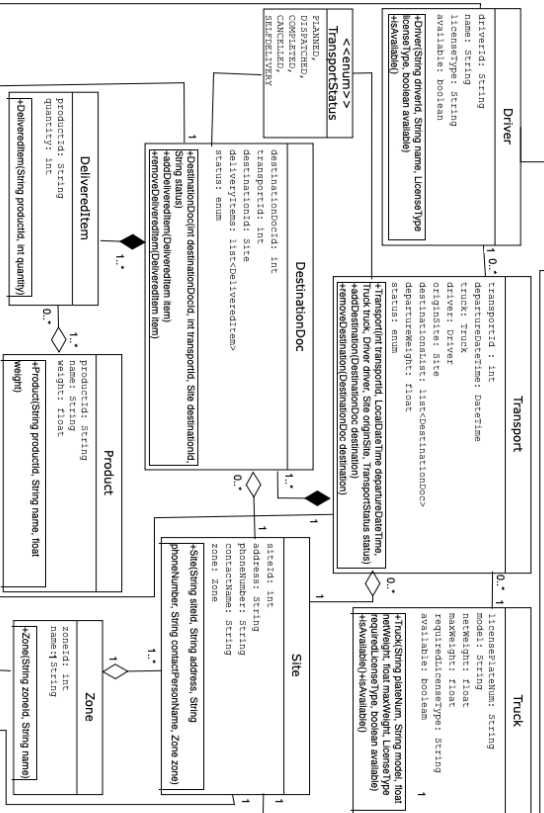 Driver
driverId: String
name: String
licenseType: String
available: boolean
+Driver(String driverId, String name, LicenseType
licenseType, boolean available)
+isAvailable()
1
0..*
Transport
transportId : int
departureDateTime: DateTime
truck: Truck
driver: Driver
originSite: Site
destinationsList: list<DestinationDoc>
departureWeight: float
status: enum
+Transport(int transportId, LocalDateTime departureDateTime,
Truck truck, Driver driver, Site originSite, TransportStatus status)
+addDestination(DestinationDoc destination)
+removeDestination(DestinationDoc destination)
0..*
1
Truck
licensePlateNum: String
model: String
netWeight: float
maxWeight: float
requiredLicenseType: String
available: boolean
+Truck(String plateNum, String model, float
netWeight, float maxWeight, LicenseType
requiredLicenseType, boolean available)
+isAvailable()+isAvailable()
1
<<enum>>
TransportStatus
PLANNED,
DISPATCHED,
COMPLETED,
CANCELLED,
SELFDELIVERY
1
DestinationDoc
destinationDocId: int
transportId: int
destinationId: Site
deliveryItems: list<DeliveredItem>
status: enum
+DestinationDoc(int destinationDocId, int transportId, Site destinationId,
String status)
+addDeliveredItem(DeliveredItem item)
+removeDeliveredItem(DeliveredItem item)
1..*
0..*
1
1
0..*
1
Site
siteId: int
address: String
phoneNumber: String
contactName: String
zone: Zone
+Site(String siteId, String address, String
phoneNumber, String contactPersonName, Zone zone)
1..*
1
1
1
DeliveredItem
productId: String
quantity: int
+DeliveredItem(String productId, int quantity)
1..*
0..*
1..*
Product
productId: String
name: String
weight: float
+Product(String productId, String name, float
weight)
Zone
zoneId: int
name: String
+Zone(String zoneId, String name)